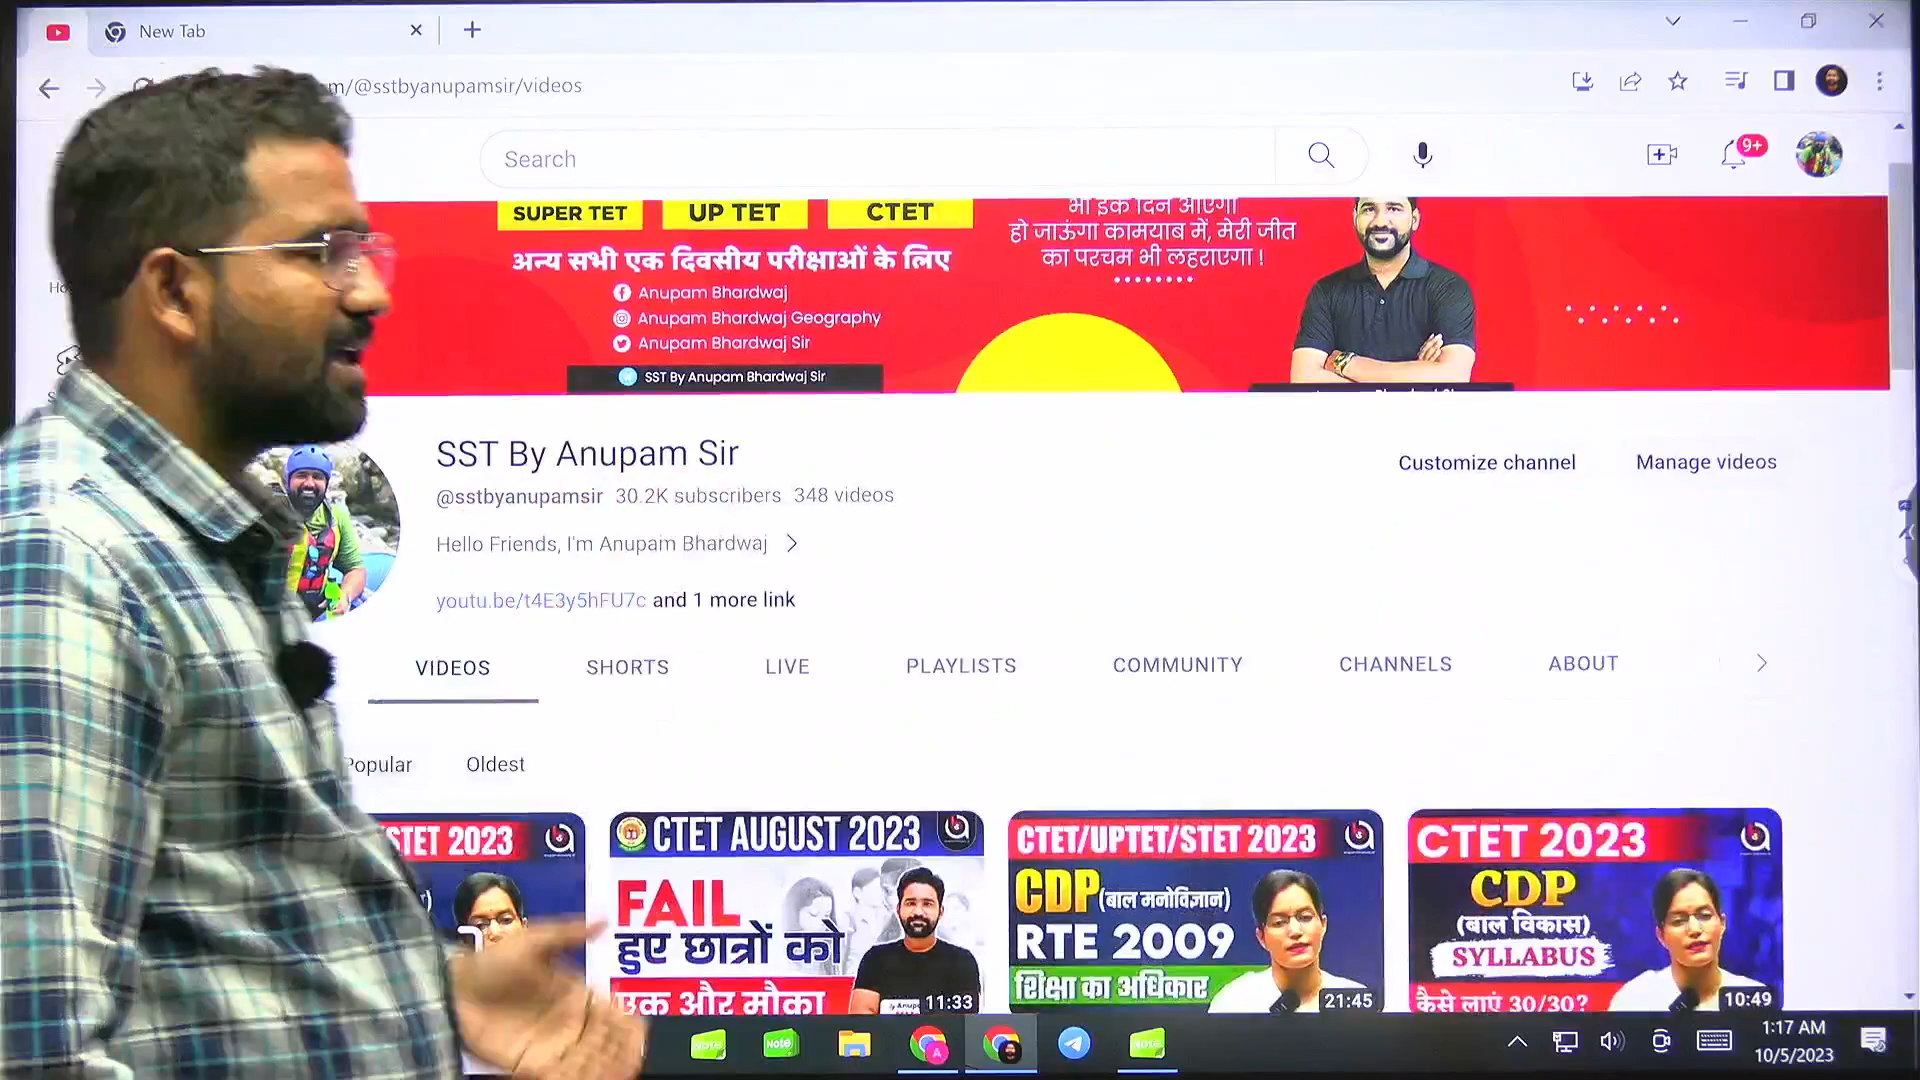 New Tab
m/@sstbyanupamsir/videos
Search
9+
SUPER TET
UP TET
CTET
अन्य सभी एक दिवसीय परीक्षाओं के लिए
Anupam Bhardwaj
Anupam Bhardwaj Geography
Anupam Bhardwaj Sir
SST By Anupam Bhardwaj Sir
भी इक दिन आएगा
हो जाऊंगा कामयाब में, मेरी जीत
का परचम भी लहराएगा !
SST By Anupam Sir
@sstbyanupamsir 30.2K subscribers 348 videos
Hello Friends, I'm Anupam Bhardwaj
youtu.be/t4E3y5hFU7c and 1 more link
Customize channel
Manage videos
VIDEOS
SHORTS
LIVE
PLAYLISTS
COMMUNITY
CHANNELS
ABOUT
Popular
Oldest
STET 2023
CTET AUGUST 2023
FAIL
हुए छात्रों को
एक और मौका
11:33
CTET/UPTET/STET 2023
CDP (बाल मनोविज्ञान)
RTE 2009
शिक्षा का अधिकार
21:45
CTET 2023
CDP
(बाल विकास)
SYLLABUS
कैसे लाएं 30/30?
10:49
Note
Note
A
Note
1:17 AM
10/5/2023